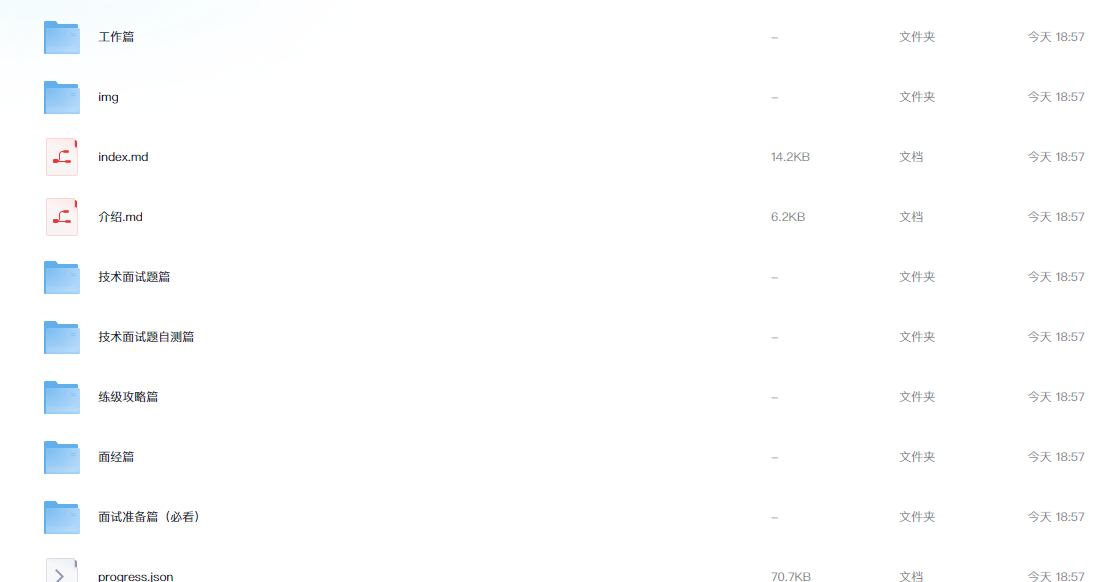 工作篇 – 文件夹 今天 18:57
img – 文件夹 今天 18:57
index.md 14.2KB 文档 今天 18:57
介绍.md 6.2KB 文档 今天 18:57
技术面试题篇 – 文件夹 今天 18:57
技术面试题自测篇 – 文件夹 今天 18:57
练级攻略篇 – 文件夹 今天 18:57
面经篇 – 文件夹 今天 18:57
面试准备篇（必看） – 文件夹 今天 18:57
progress.json 70.7KB 文档 今天 18:57